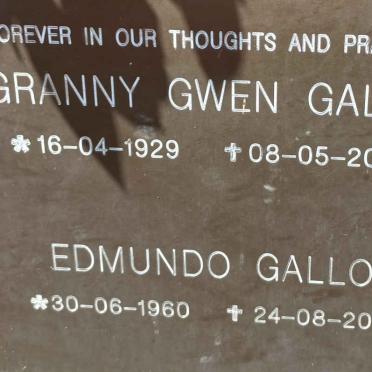 FOREVER IN OUR THOUGHTS AND PRA
GRANNY GWEN GAL
*16-04-1929 ✝08-05-20
EDMUNDO GALLO
*30-06-1960 ✝24-08-20